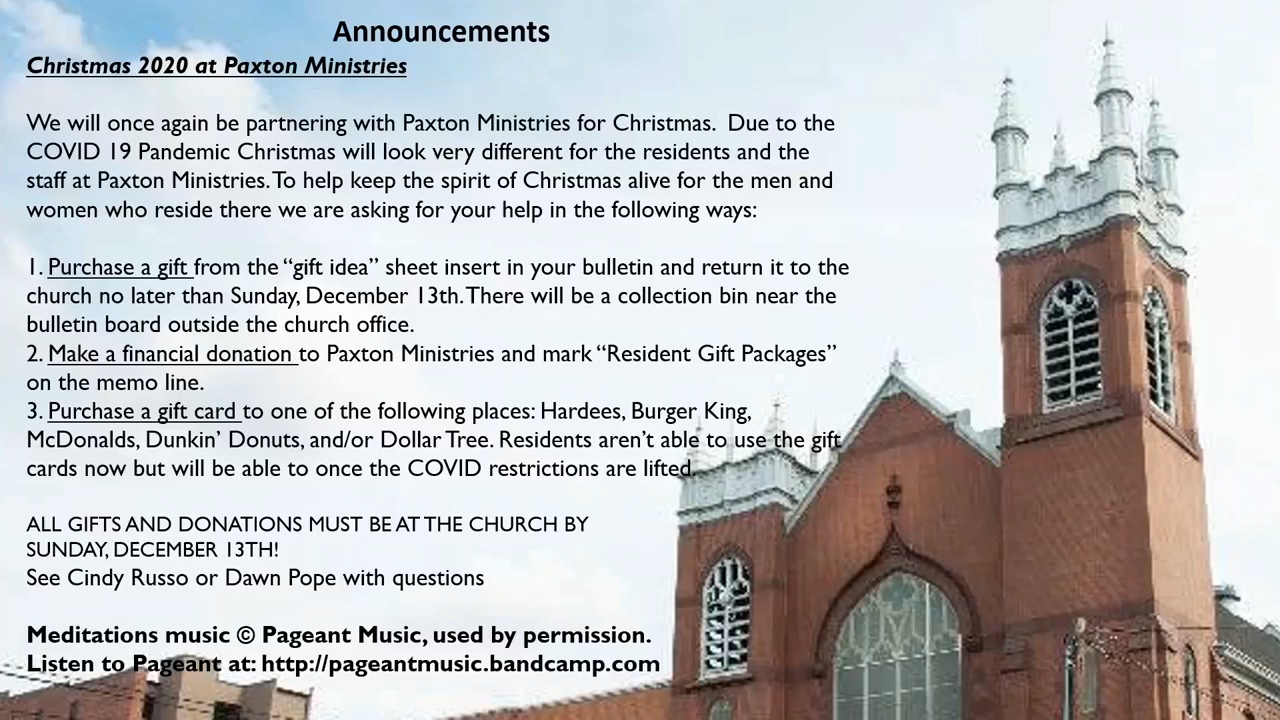 Announcements
Christmas 2020 at Paxton Ministries
We will once again be partnering with Paxton Ministries for Christmas.  Due to the
COVID 19 Pandemic Christmas will look very different for the residents and the
staff at Paxton Ministries. To help keep the spirit of Christmas alive for the men and
women who reside there we are asking for your help in the following ways:
1. Purchase a gift from the “gift idea” sheet insert in your bulletin and return it to the
church no later than Sunday, December 13th. There will be a collection bin near the
bulletin board outside the church office.
2. Make a financial donation to Paxton Ministries and mark “Resident Gift Packages”
on the memo line.
3. Purchase a gift card to one of the following places: Hardees, Burger King,
McDonalds, Dunkin’ Donuts, and/or Dollar Tree. Residents aren’t able to use the gift
cards now but will be able to once the COVID restrictions are lifted.
ALL GIFTS AND DONATIONS MUST BE AT THE CHURCH BY
SUNDAY, DECEMBER 13TH!
See Cindy Russo or Dawn Pope with questions
Meditations music © Pageant Music, used by permission.
Listen to Pageant at: http://pageantmusic.bandcamp.com